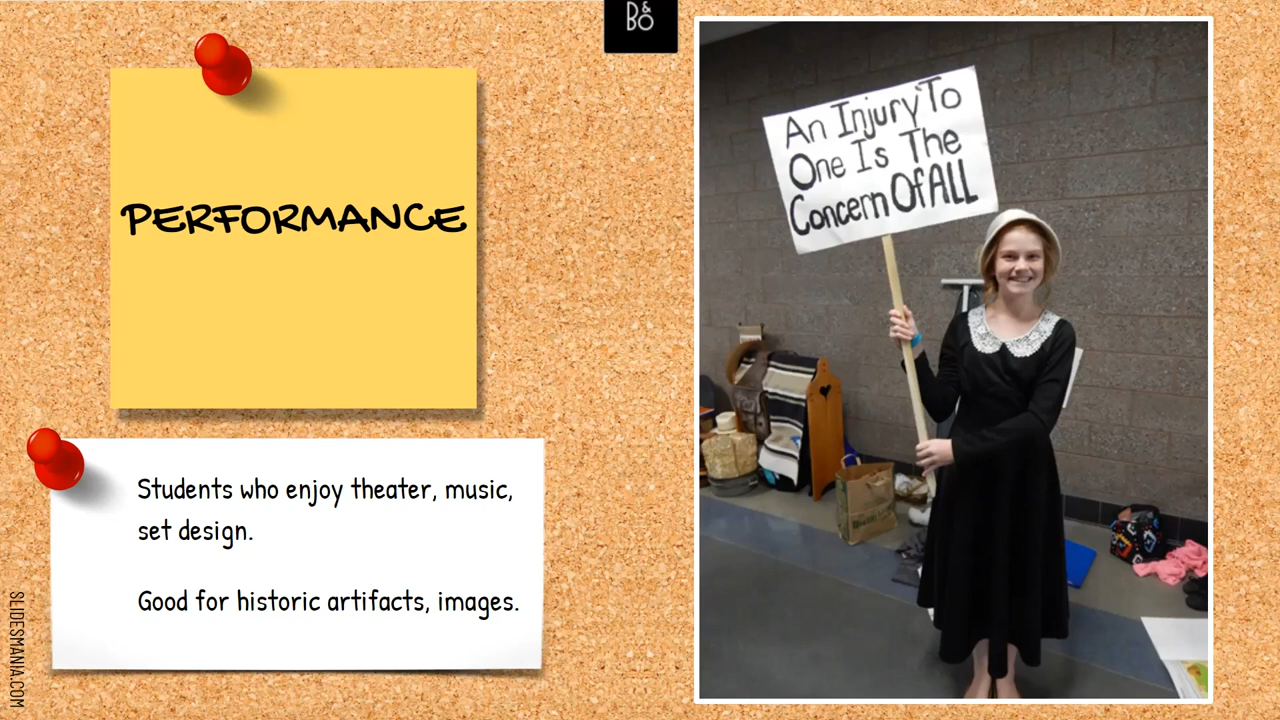 B&O
PERFORMANCE
Students who enjoy theater, music,
set design.
Good for historic artifacts, images.
SLIDESMANIA.COM
An Injury To
One Is The
Concern Of ALL